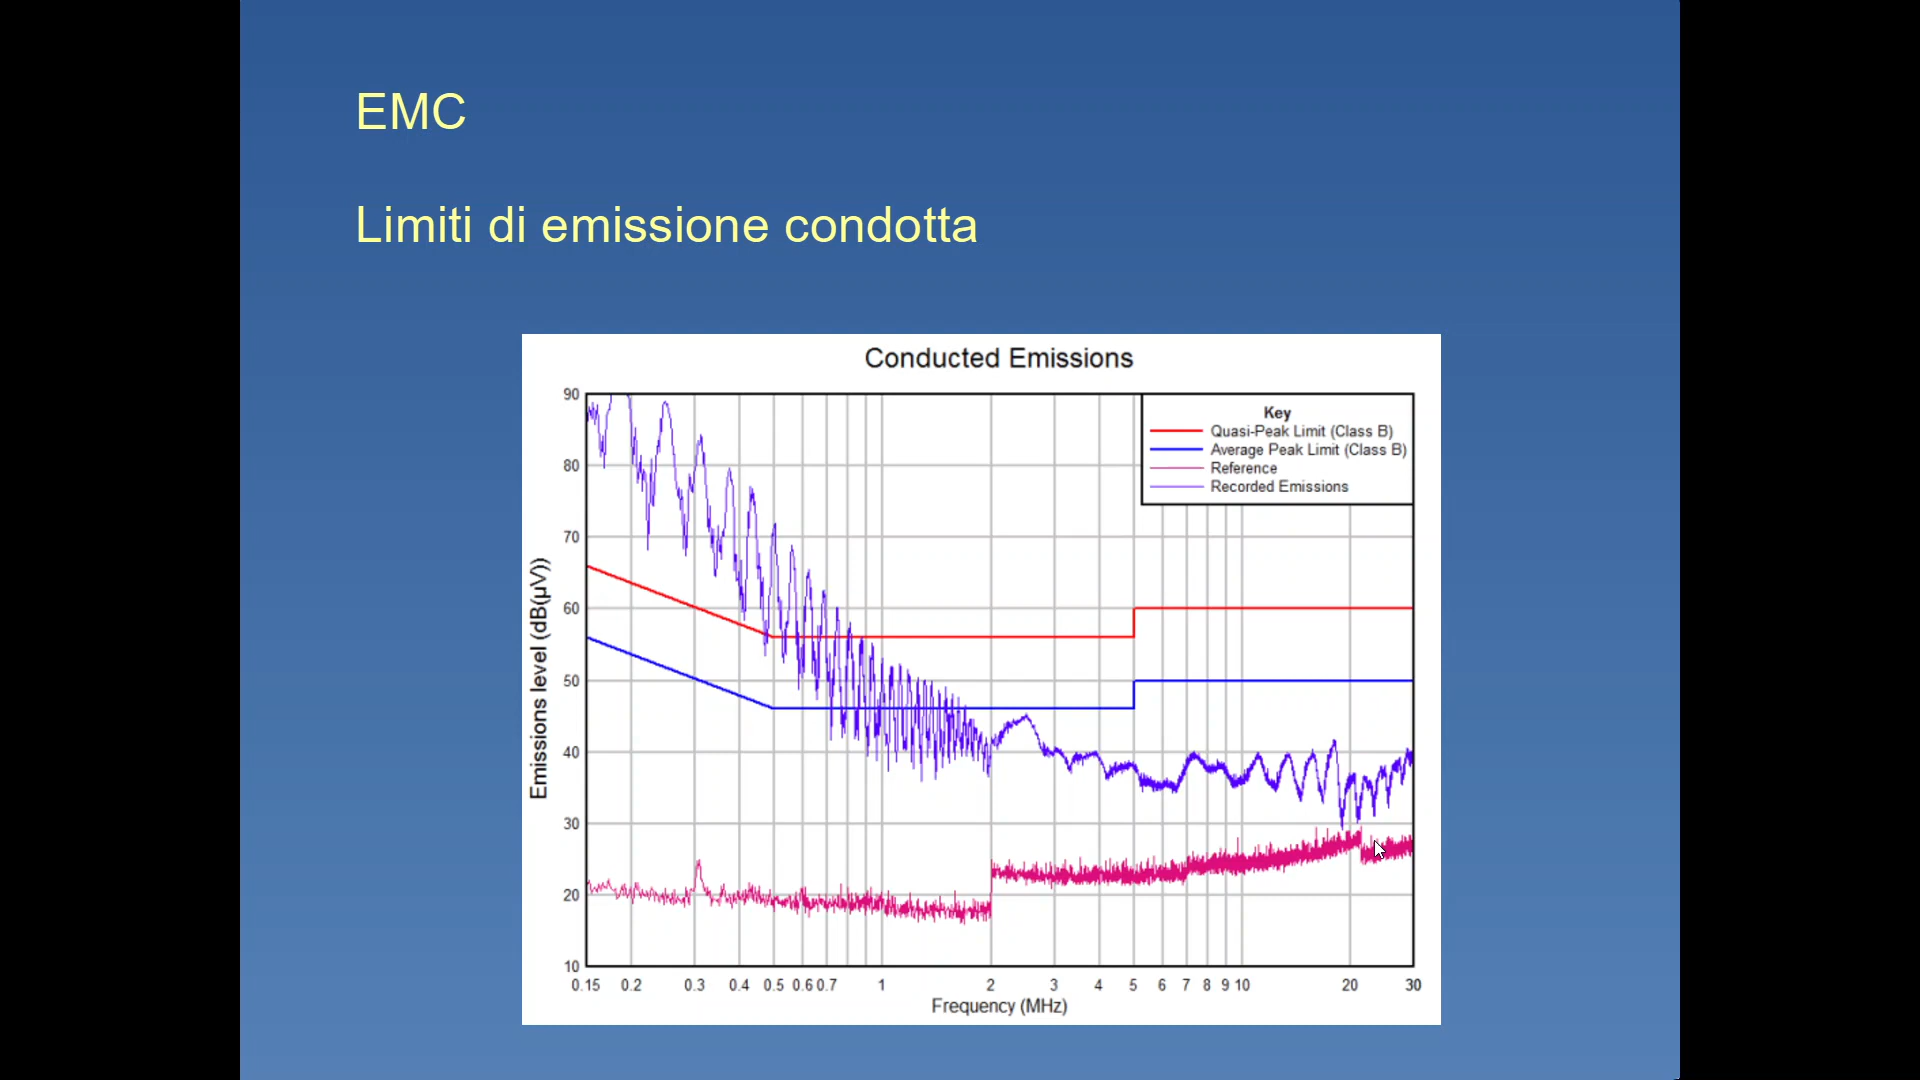 EMC
Limiti di emissione condotta
Conducted Emissions
Key
Quasi-Peak Limit (Class B)
Average Peak Limit (Class B)
Reference
Recorded Emissions
Emissions level (dB(µV))
90
80
70
60
50
40
30
20
10
0.15 0.2 0.3 0.4 0.5 0.6 0.7 1 2 3 4 5 6 7 8 9 10 20 30
Frequency (MHz)